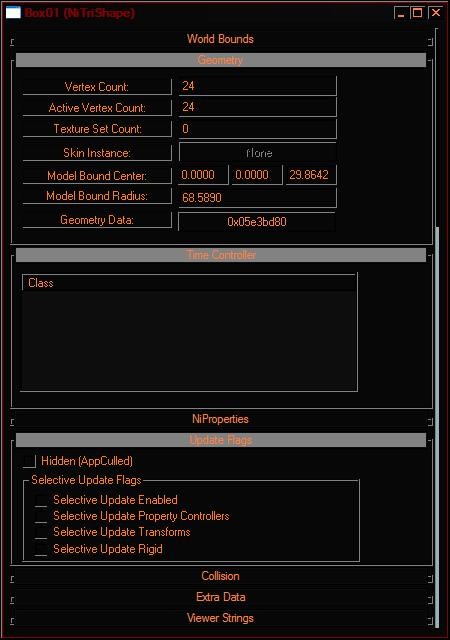 Box01 (NiTriShape)
World Bounds
Geometry
Vertex Count: 24
Active Vertex Count: 24
Texture Set Count: 0
Skin Instance: None
Model Bound Center: 0.0000 0.0000 29.8642
Model Bound Radius: 68.5890
Geometry Data: 0x05e3bd80
Time Controller
Class
NiProperties
Update Flags
Hidden (AppCulled)
Selective Update Flags
Selective Update Enabled
Selective Update Property Controllers
Selective Update Transforms
Selective Update Rigid
Collision
Extra Data
Viewer Strings